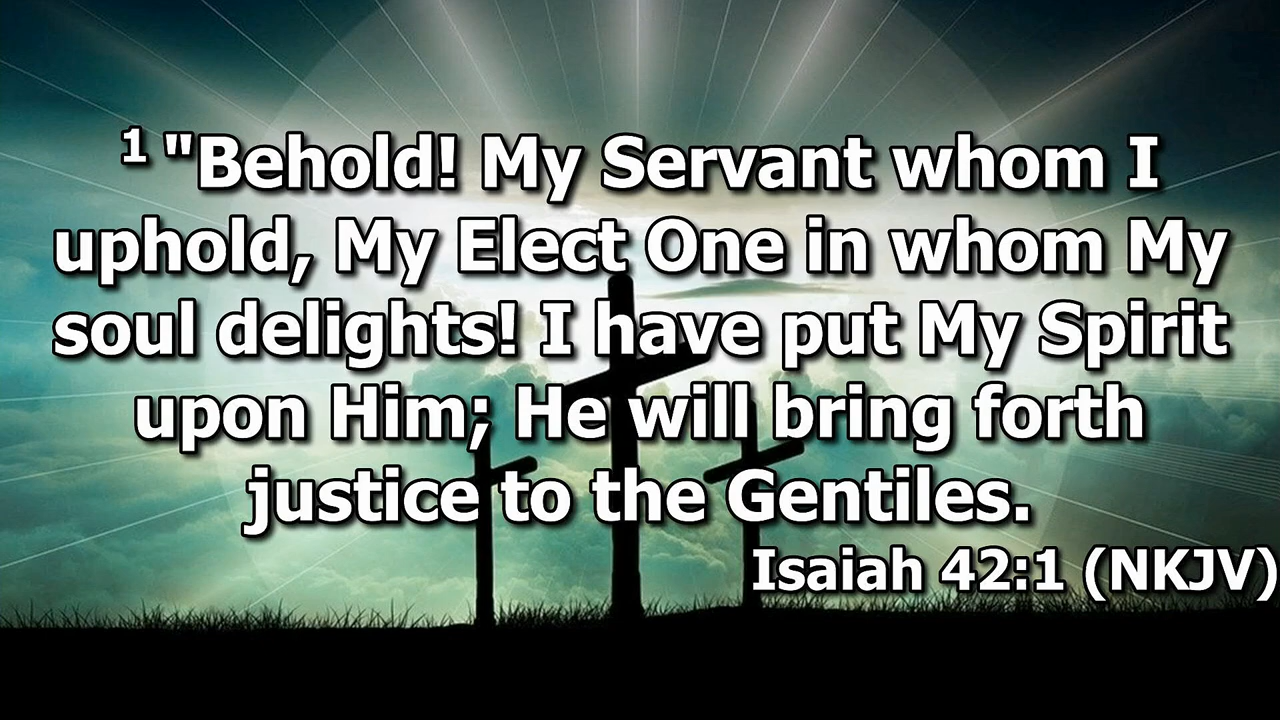 1 "Behold! My Servant whom I
uphold, My Elect One in whom My
soul delights! I have put My Spirit
upon Him; He will bring forth
justice to the Gentiles.
Isaiah 42:1 (NKJV)